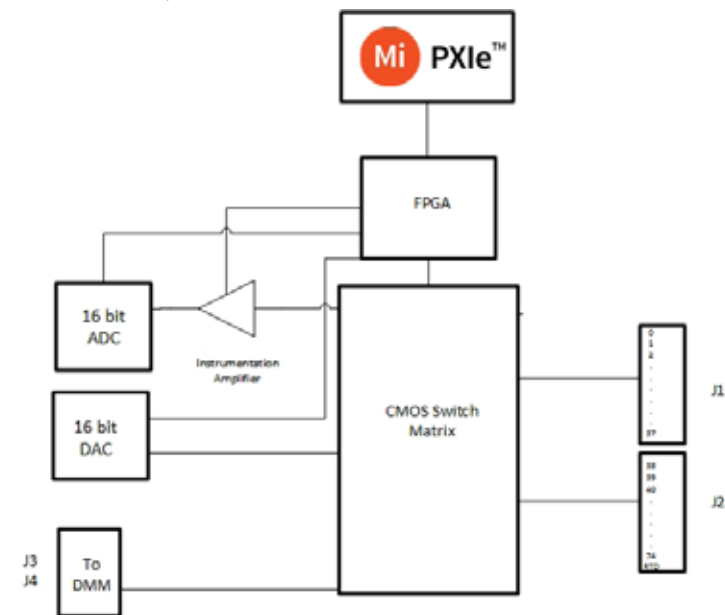 Mi PXIe™
FPGA
16 bit
ADC
Instrumentation
Amplifier
CMOS Switch
Matrix
16 bit
DAC
To
DMM
J3
J4
0
1
2
.
.
.
.
.
37
J1
38
39
40
.
.
.
.
.
74
RTD
J2